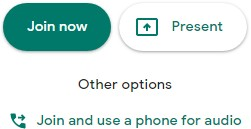 Join now Present
Other options
Join and use a phone for audio